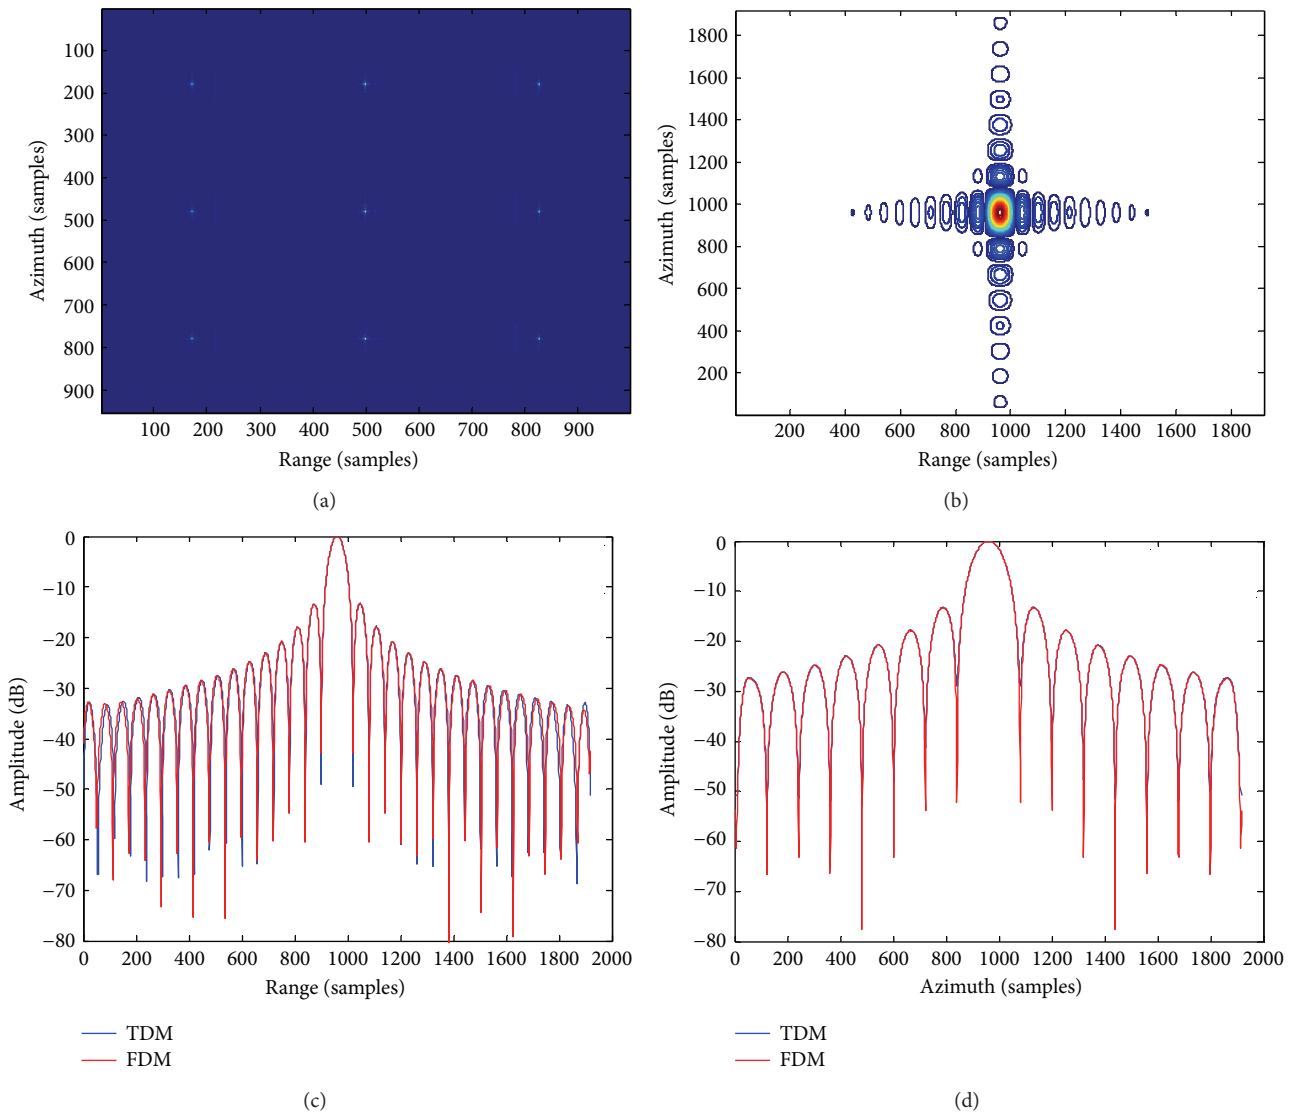 100
200
300
400
500
600
700
800
900
Azimuth (samples)
100 200 300 400 500 600 700 800 900
Range (samples)
(a)
1800
1600
1400
1200
1000
800
600
400
200
Azimuth (samples)
200 400 600 800 1000 1200 1400 1600 1800
Range (samples)
(b)
0
−10
−20
−30
−40
−50
−60
−70
−80
Amplitude (dB)
0 200 400 600 800 1000 1200 1400 1600 1800 2000
Range (samples)
TDM
FDM
(c)
0
−10
−20
−30
−40
−50
−60
−70
−80
Amplitude (dB)
0 200 400 600 800 1000 1200 1400 1600 1800 2000
Azimuth (samples)
TDM
FDM
(d)